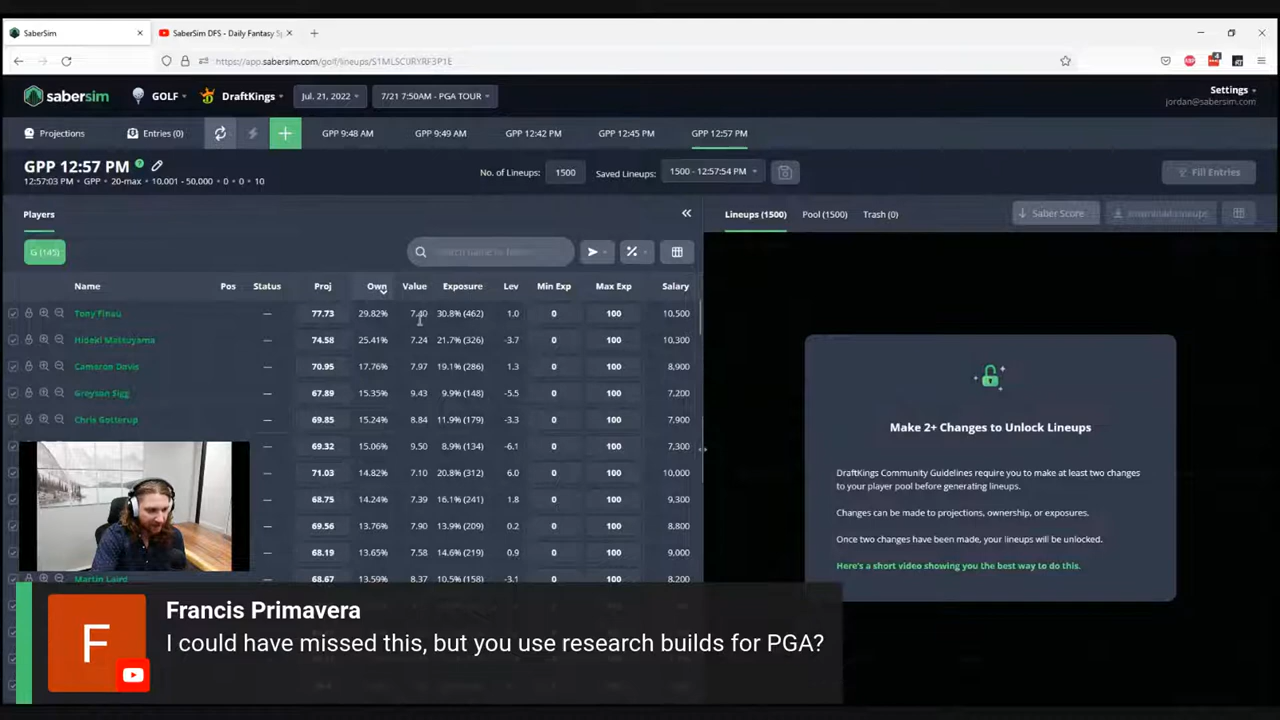 SaberSim
SaberSim DFS - Daily Fantasy Sp
https://app.sabersim.com/golf/lineups/S1MLSC0RYRF3P1E
sabersim
GOLF
DraftKings
Jul. 21, 2022
7/21 7:50AM - PGA TOUR
Settings
jordan@sabersim.com
Projections
Entries (0)
GPP 9:48 AM
GPP 9:49 AM
GPP 12:42 PM
GPP 12:45 PM
GPP 12:57 PM
GPP 12:57 PM
12:57:03 PM • GPP • 20-max • 10,001 - 50,000 • 0 • 0 • 10
No. of Lineups: 1500
Saved Lineups: 1500 - 12:57:54 PM
Fill Entries
Players
Lineups (1500)
Pool (1500)
Trash (0)
Saber Score
Download Lineups
G (145)
Name Pos Status Proj Own Value Exposure Lev Min Exp Max Exp Salary
Tony Finau — 77.73 29.82% 7.40 30.8% (462) 1.0 0 100 10,500
Hideki Matsuyama — 74.58 25.41% 7.24 21.7% (326) -3.7 0 100 10,300
Cameron Davis — 70.95 17.76% 7.97 19.1% (286) 1.3 0 100 8,900
Greyson Sigg — 67.89 15.35% 9.43 9.9% (148) -5.5 0 100 7,200
Chris Gotterup — 69.85 15.24% 8.84 11.9% (179) -3.3 0 100 7,900
— 69.32 15.06% 9.50 8.9% (134) -6.1 0 100 7,300
— 71.03 14.82% 7.10 20.8% (312) 6.0 0 100 10,000
— 68.75 14.24% 7.39 16.1% (241) 1.8 0 100 9,300
— 69.56 13.76% 7.90 13.9% (209) 0.2 0 100 8,800
— 68.19 13.65% 7.58 14.6% (219) 0.9 0 100 9,000
Martin Laird — 68.67 13.59% 8.37 10.5% (158) -3.1 0 100 8,200
Make 2+ Changes to Unlock Lineups
DraftKings Community Guidelines require you to make at least two changes
to your player pool before generating lineups.
Changes can be made to projections, ownership, or exposures.
Once two changes have been made, your lineups will be unlocked.
Here's a short video showing you the best way to do this.
F
Francis Primavera
I could have missed this, but you use research builds for PGA?